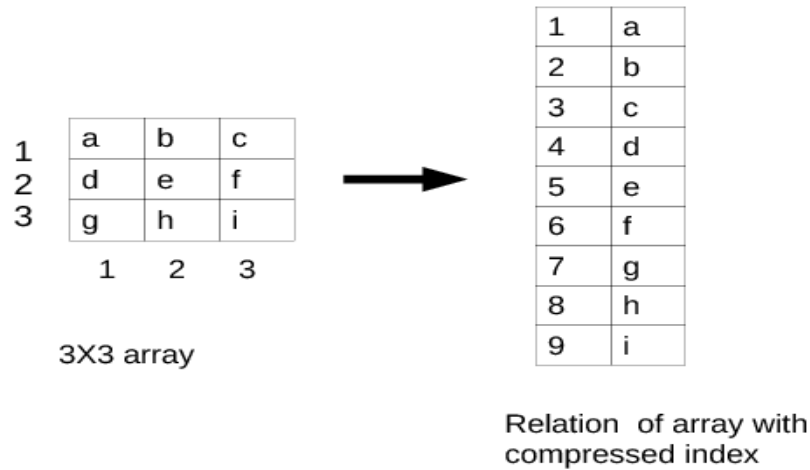 1 a b c
2 d e f
3 g h i
1 2 3
3X3 array
1 a
2 b
3 c
4 d
5 e
6 f
7 g
8 h
9 i
Relation of array with
compressed index